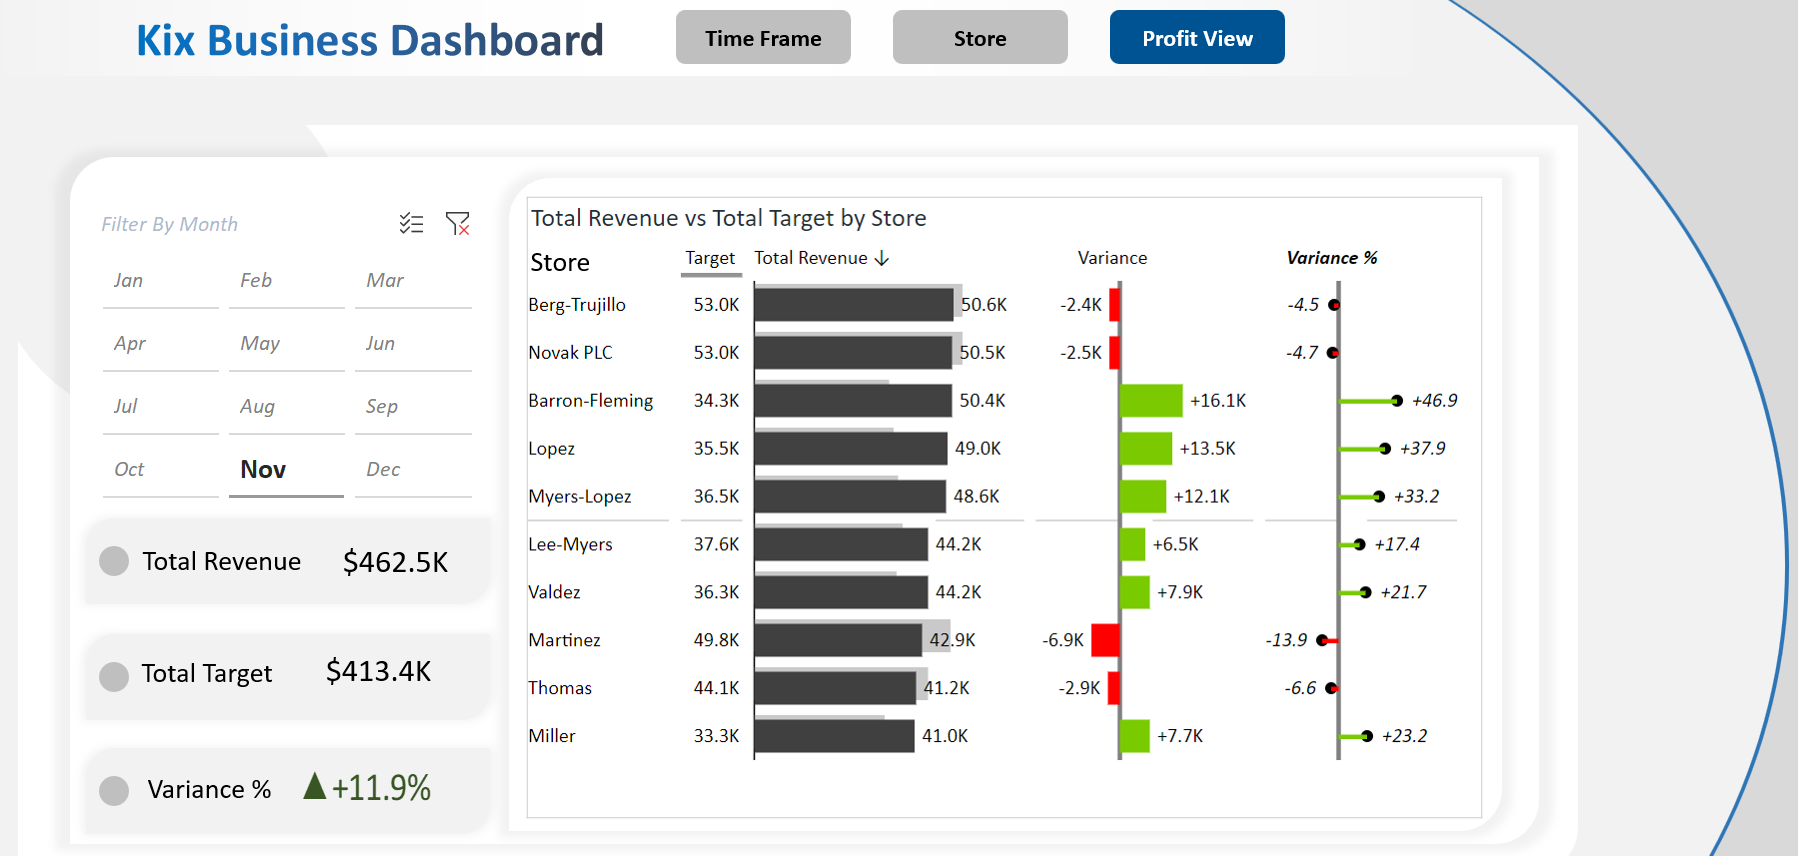 Kix Business Dashboard
Time Frame
Store
Profit View
Filter By Month
Jan Feb Mar
Apr May Jun
Jul Aug Sep
Oct Nov Dec
Total Revenue $462.5K
Total Target $413.4K
Variance % +11.9%
Total Revenue vs Total Target by Store
Store Target Total Revenue Variance Variance %
Berg-Trujillo 53.0K 50.6K -2.4K -4.5
Novak PLC 53.0K 50.5K -2.5K -4.7
Barron-Fleming 34.3K 50.4K +16.1K +46.9
Lopez 35.5K 49.0K +13.5K +37.9
Myers-Lopez 36.5K 48.6K +12.1K +33.2
Lee-Myers 37.6K 44.2K +6.5K +17.4
Valdez 36.3K 44.2K +7.9K +21.7
Martinez 49.8K 42.9K -6.9K -13.9
Thomas 44.1K 41.2K -2.9K -6.6
Miller 33.3K 41.0K +7.7K +23.2